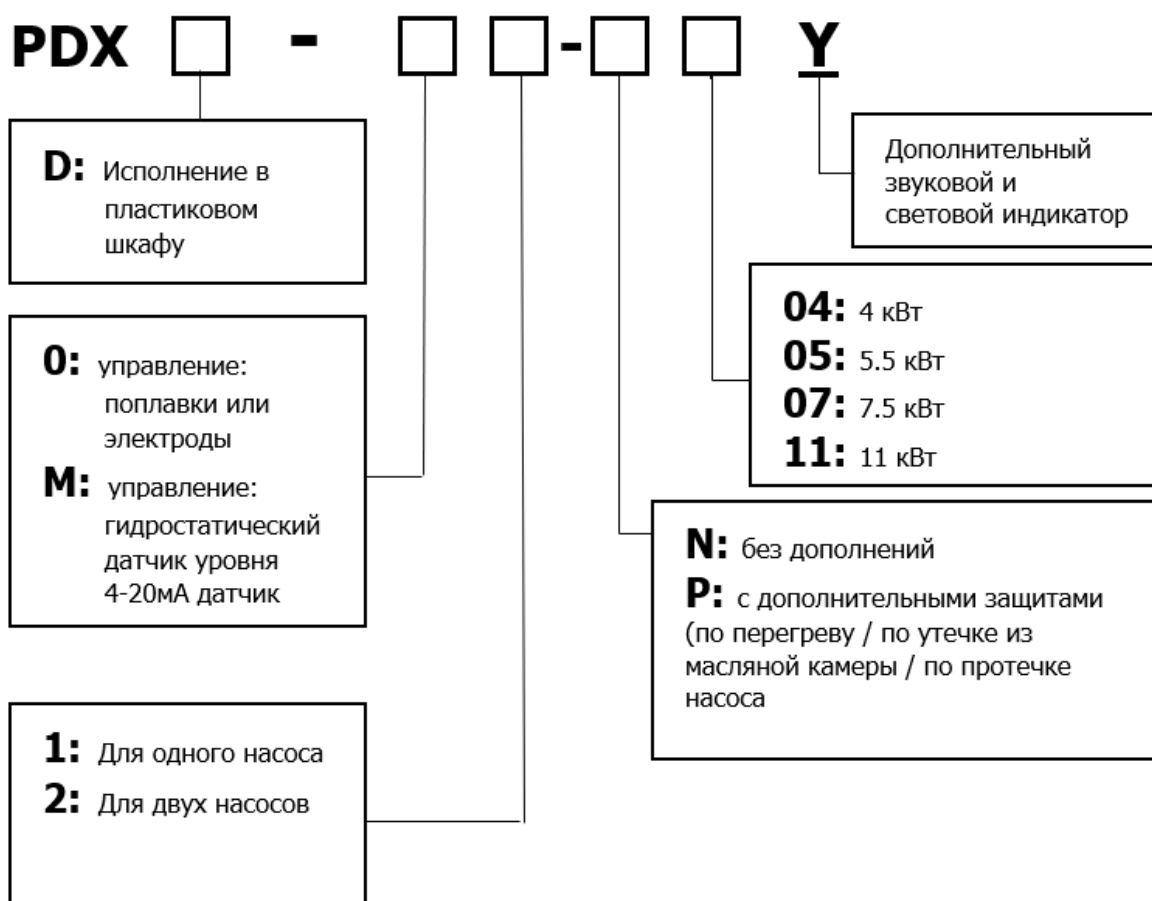 PDX - - Y
D: Исполнение в
пластиковом
шкафу
0: управление:
поплавки или
электроды
M: управление:
гидростатический
датчик уровня
4-20мА датчик
1: Для одного насоса
2: Для двух насосов
Дополнительный
звуковой и
световой индикатор
04: 4 кВт
05: 5.5 кВт
07: 7.5 кВт
11: 11 кВт
N: без дополнений
P: с дополнительными защитами
(по перегреву / по утечке из
масляной камеры / по протечке
насоса